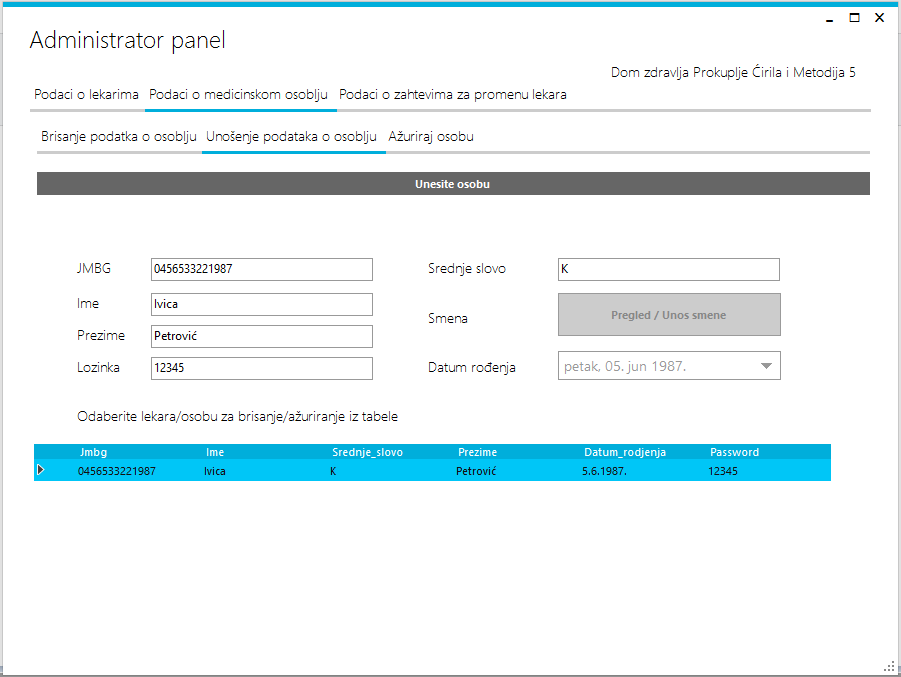 Administrator panel
Dom zdravlja Prokuplje Ćirila i Metodija 5
Podaci o lekarima Podaci o medicinskom osoblju Podaci o zahtevima za promenu lekara
Brisanje podatka o osoblju Unošenje podataka o osoblju Ažuriraj osobu
Unesite osobu
JMBG 0456533221987 Srednje slovo K
Ime Ivica
Smena Pregled / Unos smene
Prezime Petrović
Lozinka 12345 Datum rođenja petak, 05. jun 1987.
Odaberite lekara/osobu za brisanje/ažuriranje iz tabele
Jmbg Ime Srednje_slovo Prezime Datum_rodjenja Password
0456533221987 Ivica K Petrović 5.6.1987. 12345